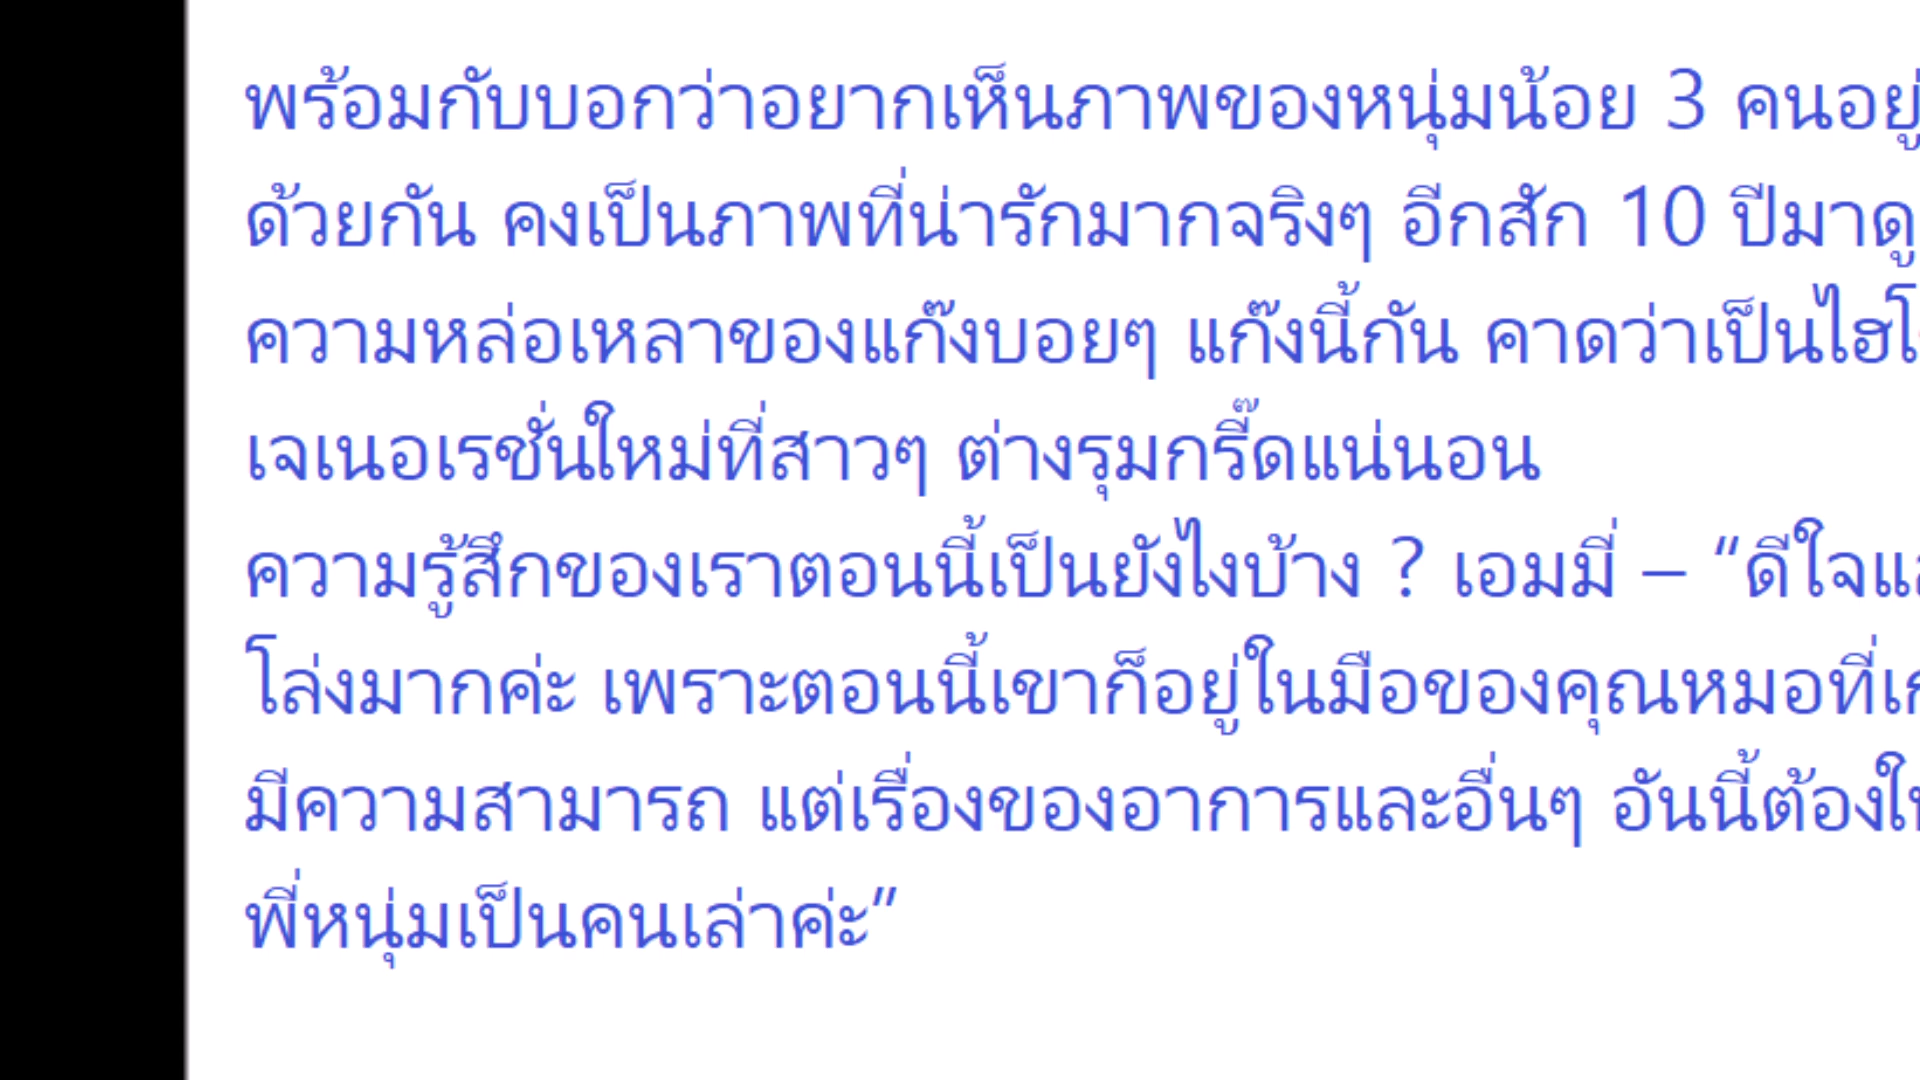 พร้อมกับบอกว่าอยากเห็นภาพของหนุ่มน้อย 3 คนอยู่
ด้วยกัน คงเป็นภาพที่น่ารักมากจริงๆ อีกสัก 10 ปีมาดู
ความหล่อเหลาของแก๊งบอยๆ แก๊งนี้กัน คาดว่าเป็น
เจเนอเรชั่นใหม่ที่สาวๆ ต่างรุมกรี๊ดแน่นอน
ความรู้สึกของเราตอนนี้เป็นยังไงบ้าง ? เอมมี่ – “ดีใจ
โล่งมากค่ะ เพราะตอนนี้เขาก็อยู่ในมือของคุณหมอที่
มีความสามารถ แต่เรื่องของอาการและอื่นๆ อันนี้ต้อง
พี่หนุ่มเป็นคนเล่าค่ะ”